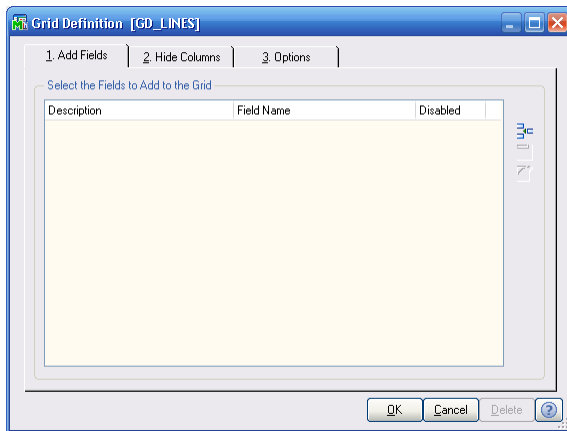 Grid Definition [GD_LINES]
1. Add Fields 2. Hide Columns 3. Options
Select the Fields to Add to the Grid
Description Field Name Disabled
OK Cancel Delete ?